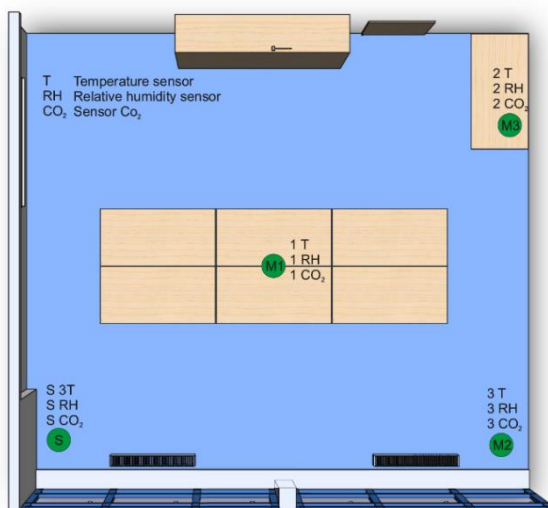 T Temperature sensor
RH Relative humidity sensor
CO₂ Sensor Co₂
2 T
2 RH
2 CO₂
M3
1 T
1 RH
1 CO₂
M1
S 3T
S RH
S CO₂
S
3 T
3 RH
3 CO₂
M2